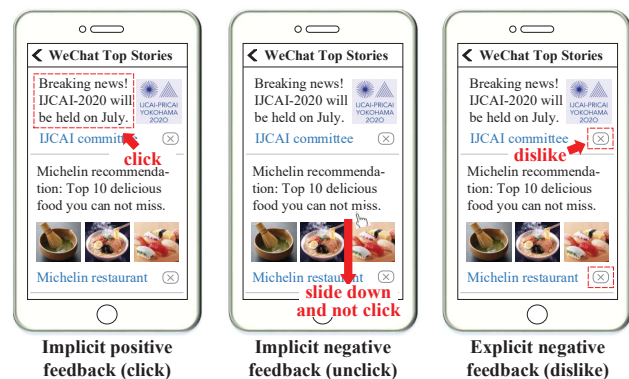 WeChat Top Stories
Breaking news!
IJCAI-2020 will
be held on July.
IJCAI-PRICAI
YOKOHAMA
2020
IJCAI committee
click
Michelin recommenda-
tion: Top 10 delicious
food you can not miss.
Michelin restaurant
Implicit positive
feedback (click)
WeChat Top Stories
Breaking news!
IJCAI-2020 will
be held on July.
IJCAI-PRICAI
YOKOHAMA
2020
IJCAI committee
Michelin recommenda-
tion: Top 10 delicious
food you can not miss.
Michelin restaurant
slide down
and not click
Implicit negative
feedback (unclick)
WeChat Top Stories
Breaking news!
IJCAI-2020 will
be held on July.
IJCAI-PRICAI
YOKOHAMA
2020
IJCAI committee
dislike
Michelin recommenda-
tion: Top 10 delicious
food you can not miss.
Michelin restaurant
Explicit negative
feedback (dislike)